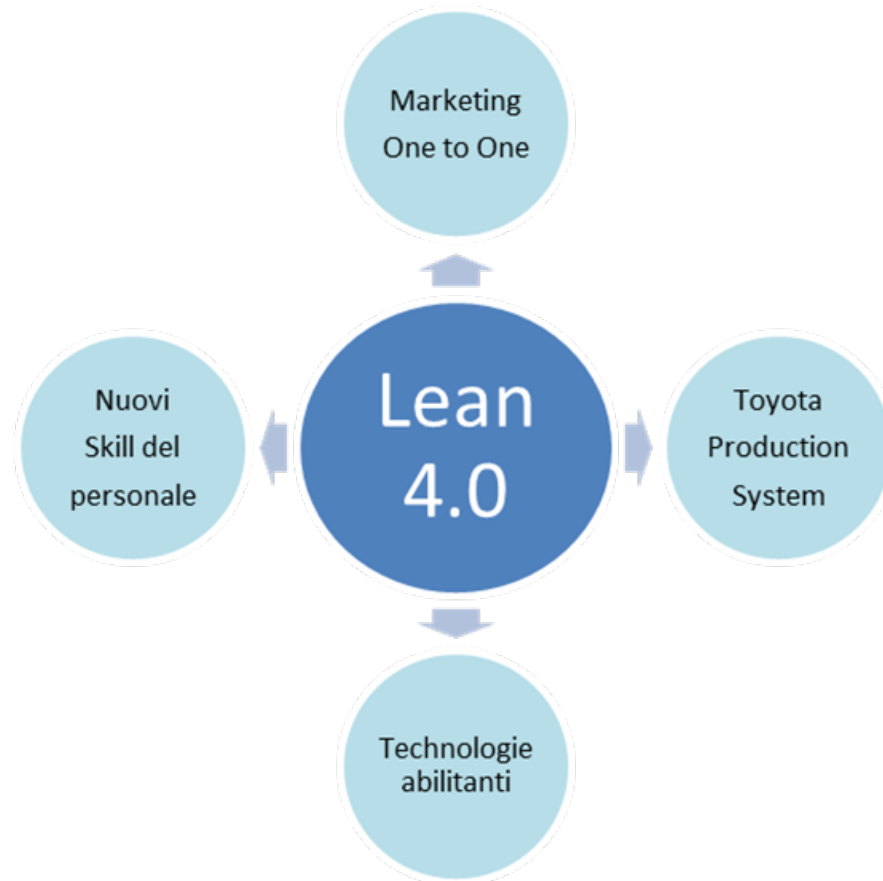 Marketing
One to One
Nuovi
Skill del
personale
Lean
4.0
Toyota
Production
System
Technologie
abilitanti